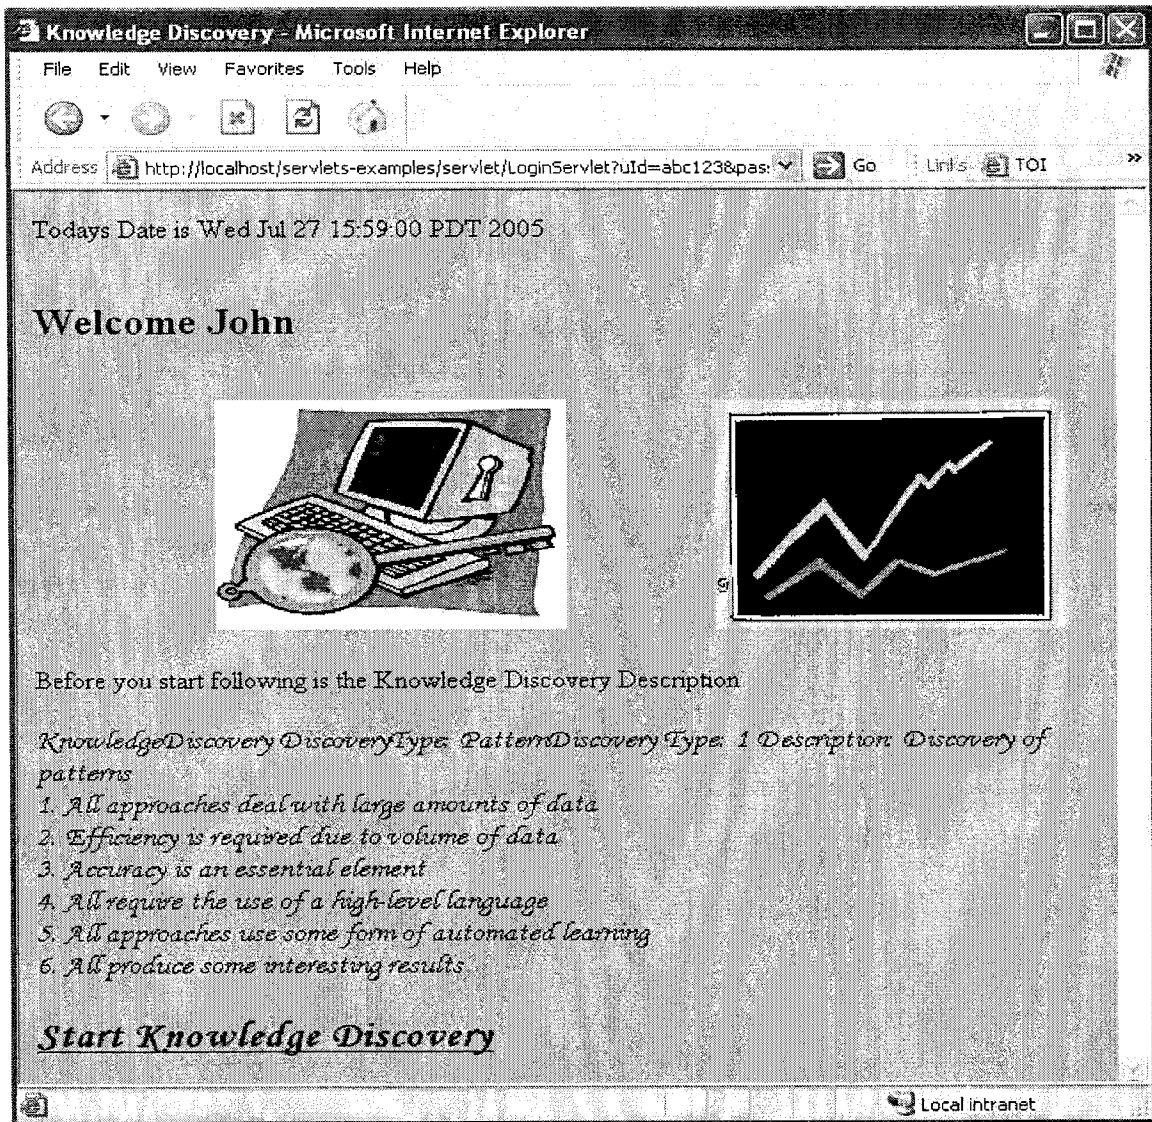 Knowledge Discovery - Microsoft Internet Explorer
File Edit View Favorites Tools Help
Address http://localhost/servlets-examples/servlet/LoginServlet?uId=abc123&pas: Go Links TOI »
Todays Date is Wed Jul 27 15:59:00 PDT 2005
Welcome John
Before you start following is the Knowledge Discovery Description
KnowledgeDiscovery DiscoveryType: PatternDiscovery Type: 1 Description: Discovery of
patterns
1. All approaches deal with large amounts of data
2. Efficiency is required due to volume of data
3. Accuracy is an essential element
4. All require the use of a high-level language
5. All approaches use some form of automated learning
6. All produce some interesting results
Start Knowledge Discovery
Local intranet